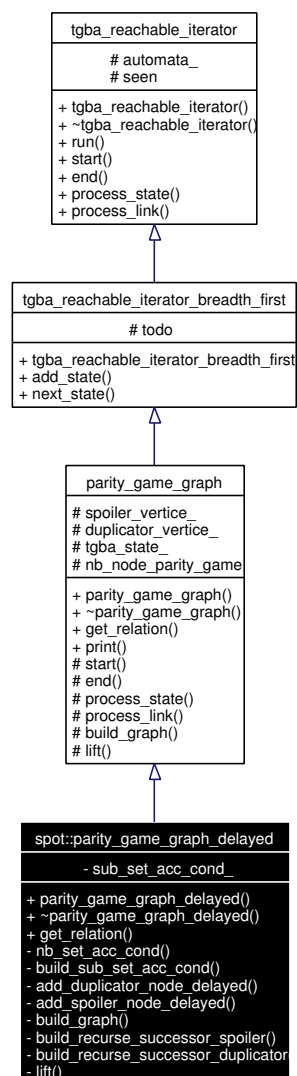 tgba_reachable_iterator
# automata_
# seen
+ tgba_reachable_iterator()
+ ~tgba_reachable_iterator()
+ run()
+ start()
+ end()
+ process_state()
+ process_link()
tgba_reachable_iterator_breadth_first
# todo
+ tgba_reachable_iterator_breadth_first
+ add_state()
+ next_state()
parity_game_graph
# spoiler_vertice_
# duplicator_vertice_
# tgba_state_
# nb_node_parity_game
+ parity_game_graph()
+ ~parity_game_graph()
+ get_relation()
+ print()
# start()
# end()
# process_state()
# process_link()
# build_graph()
# lift()
spot::parity_game_graph_delayed
- sub_set_acc_cond_
+ parity_game_graph_delayed()
+ ~parity_game_graph_delayed()
+ get_relation()
- nb_set_acc_cond()
- build_sub_set_acc_cond()
- add_duplicator_node_delayed()
- add_spoiler_node_delayed()
- build_graph()
- build_recurse_successor_spoiler()
- build_recurse_successor_duplicator(
- lift()